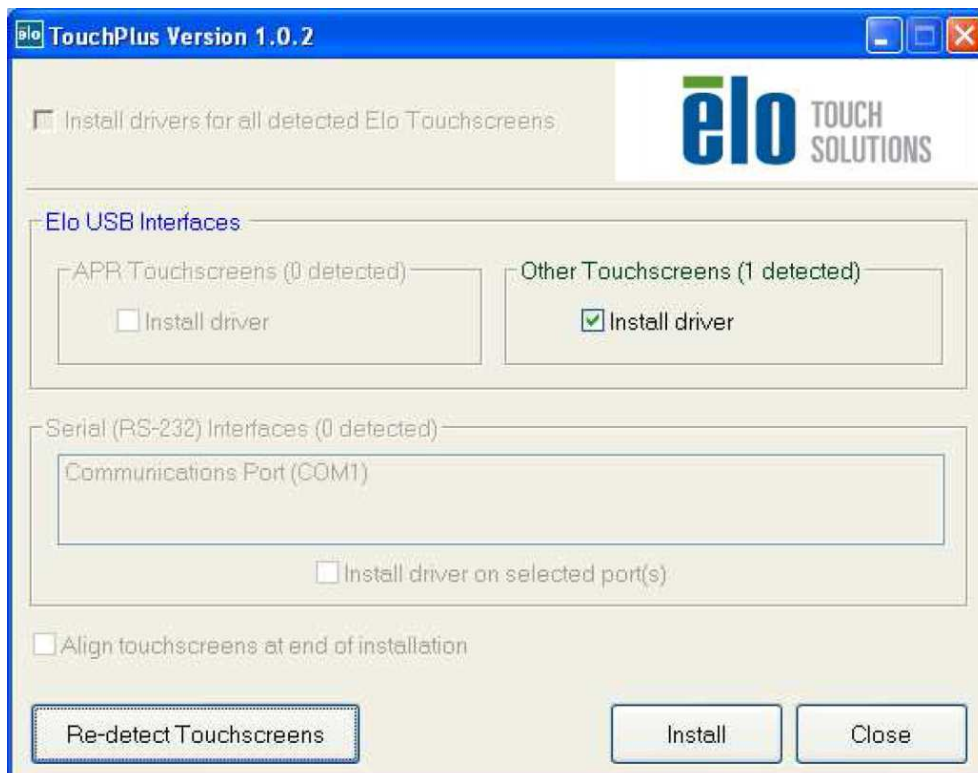 elo TouchPlus Version 1.0.2
Install drivers for all detected Elo Touchscreens
ēlo TOUCH SOLUTIONS
Elo USB Interfaces
APR Touchscreens (0 detected)
Install driver
Other Touchscreens (1 detected)
Install driver
Serial (RS-232) Interfaces (0 detected)
Communications Port (COM1)
Install driver on selected port(s)
Align touchscreens at end of installation
Re-detect Touchscreens
Install
Close